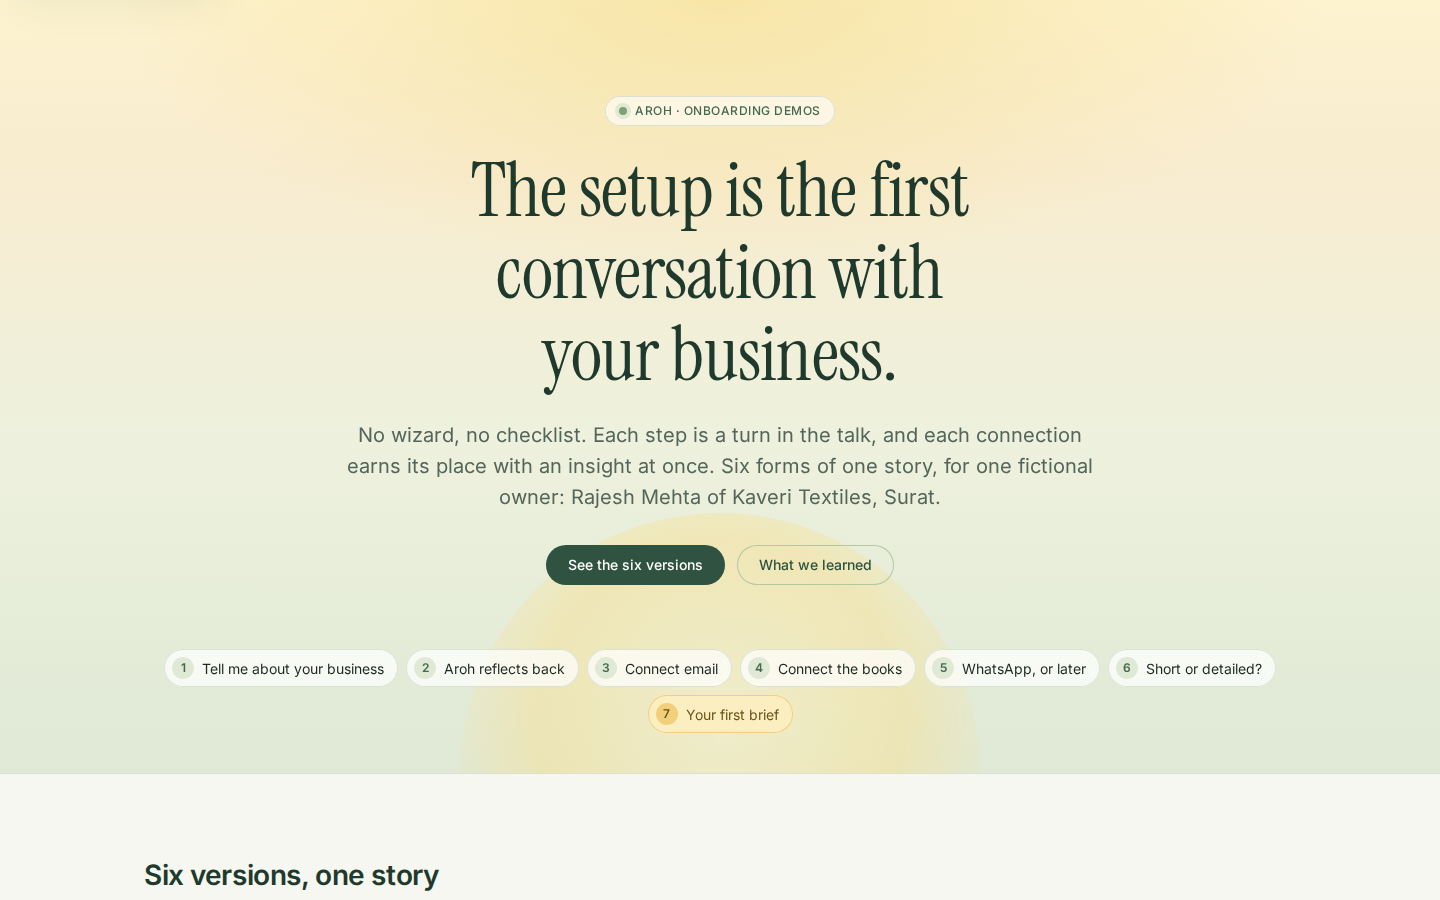 AROH · ONBOARDING DEMOS
The setup is the first
conversation with
your business.
No wizard, no checklist. Each step is a turn in the talk, and each connection
earns its place with an insight at once. Six forms of one story, for one fictional
owner: Rajesh Mehta of Kaveri Textiles, Surat.
See the six versions What we learned
1 Tell me about your business 2 Aroh reflects back 3 Connect email 4 Connect the books 5 WhatsApp, or later 6 Short or detailed?
7 Your first brief
Six versions, one story